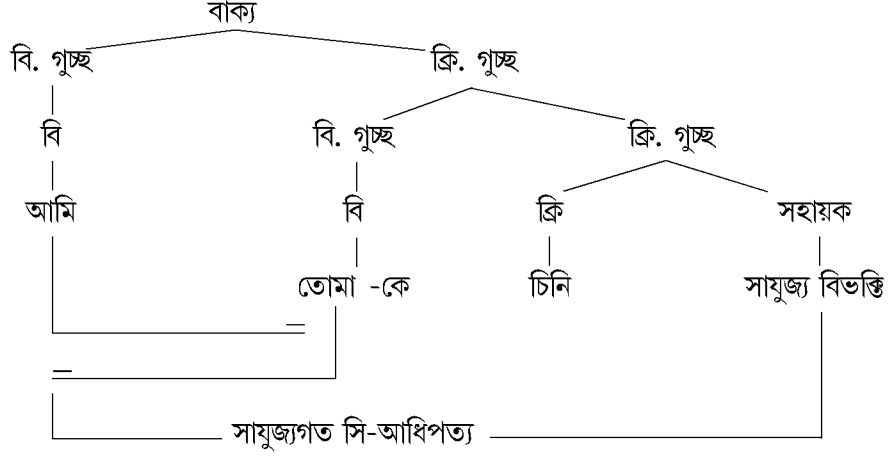 বাক্য
বি. গুচ্ছ ক্রি. গুচ্ছ
বি বি. গুচ্ছ ক্রি. গুচ্ছ
আমি বি ক্রি সহায়ক
তোমা -কে চিনি সাযুজ্য বিভক্তি
সাযুজ্যগত সি-আধিপত্য